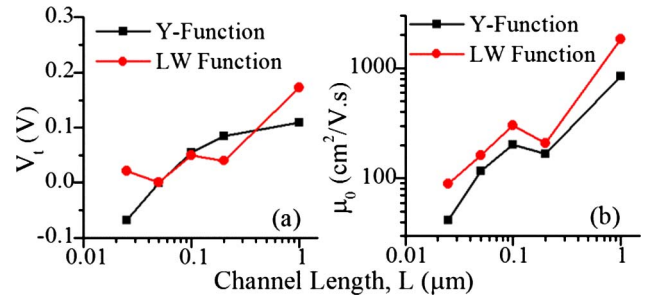 Y-Function
LW Function
0.3
0.2
0.1
0.0
-0.1
V_t (V)
(a)
0.01
0.1
1
Y-Function
LW Function
1000
100
μ_0 (cm²/V.s)
(b)
0.01
0.1
1
Channel Length, L (μm)